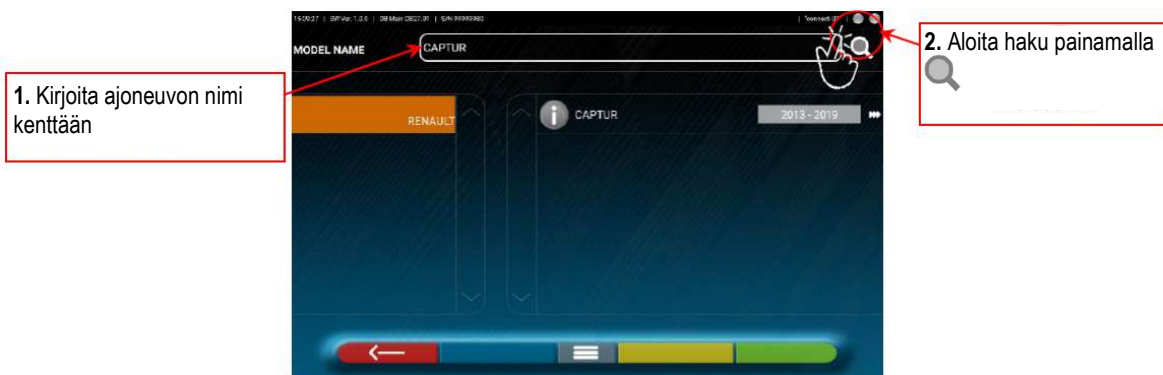 MODEL NAME
CAPTUR
2. Aloita haku painamalla
1. Kirjoita ajoneuvon nimi
kenttään
RENAULT
i CAPTUR
2013 - 2019